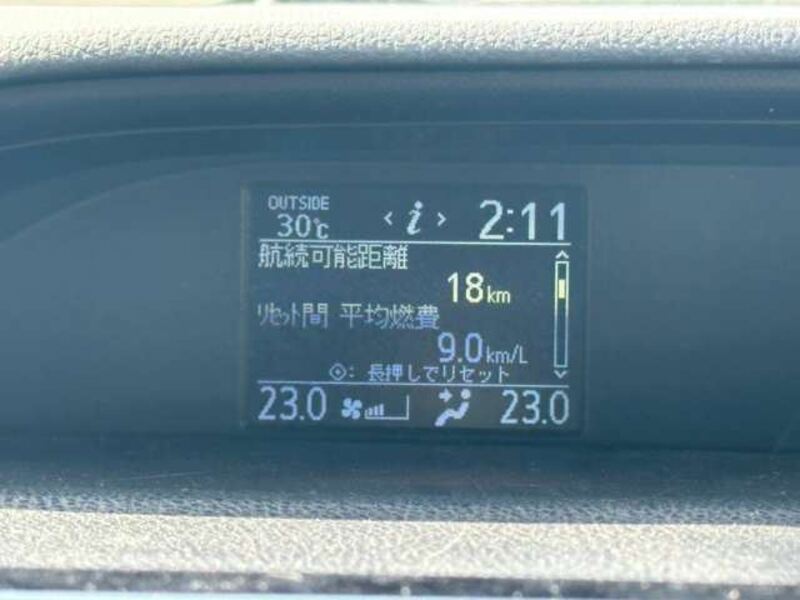 OUTSIDE
30℃
< i >
2:11
航続可能距離
18km
リセット間 平均燃費
9.0km/L
: 長押しでリセット
23.0
23.0